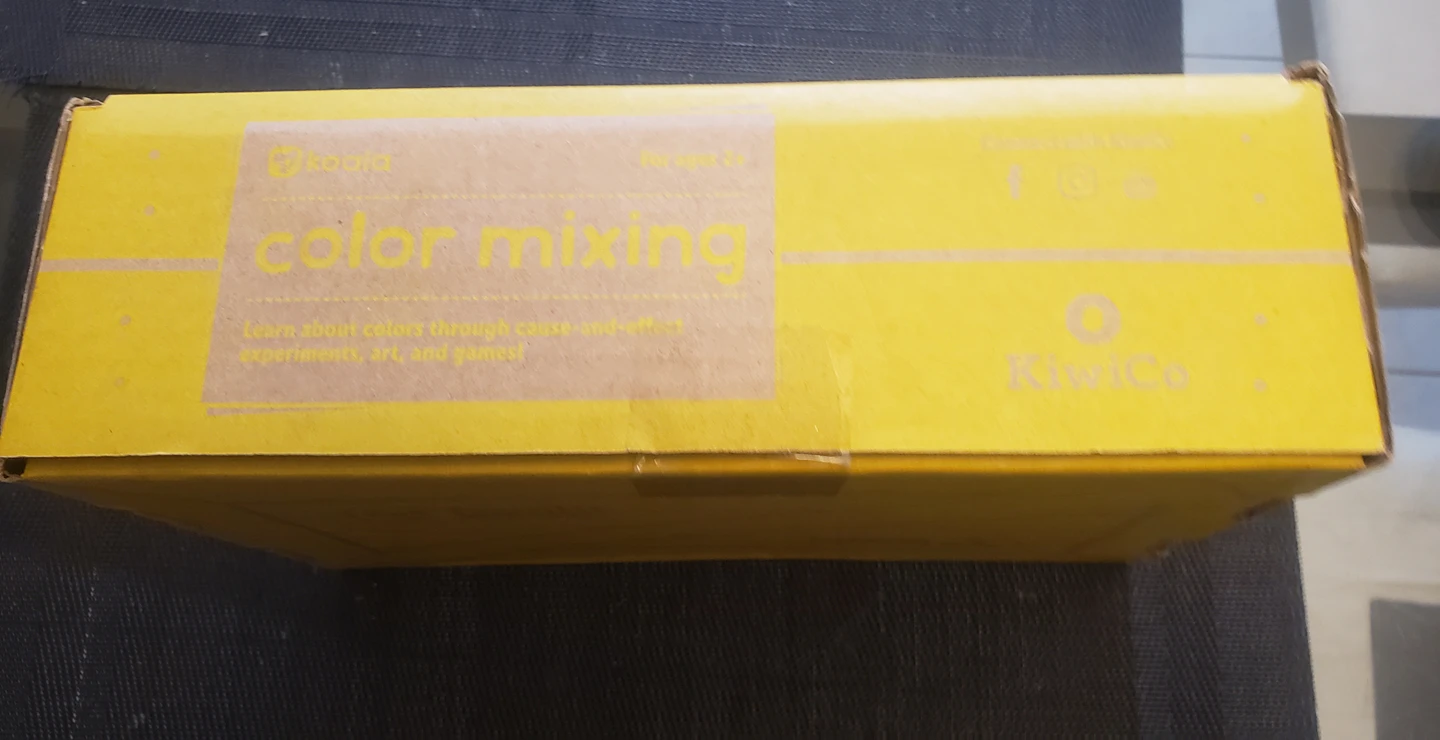 koala
For ages 2+
color mixing
Learn about colors through cause-and-effect
experiments, art, and games!
KiwiCo